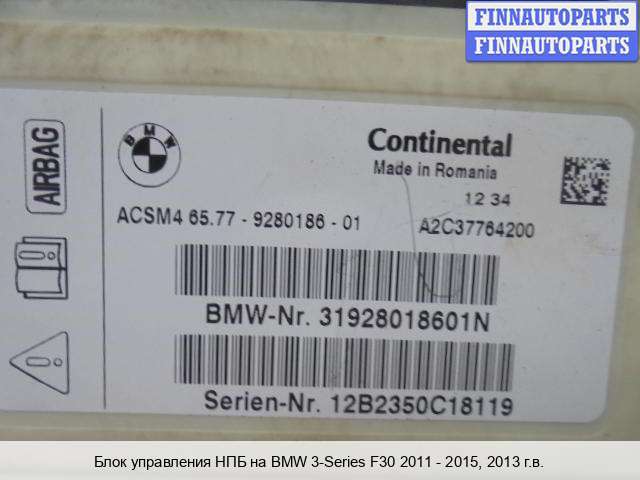 FINNAUTOPARTS
FINNAUTOPARTS
AIRBAG
BMW
Continental
Made in Romania
12 34
ACSM4 65.77 - 9280186 - 01
A2C37764200
BMW-Nr. 31928018601N
Serien-Nr. 12B2350C18119
Блок управления НПБ на BMW 3-Series F30 2011 - 2015, 2013 г.в.